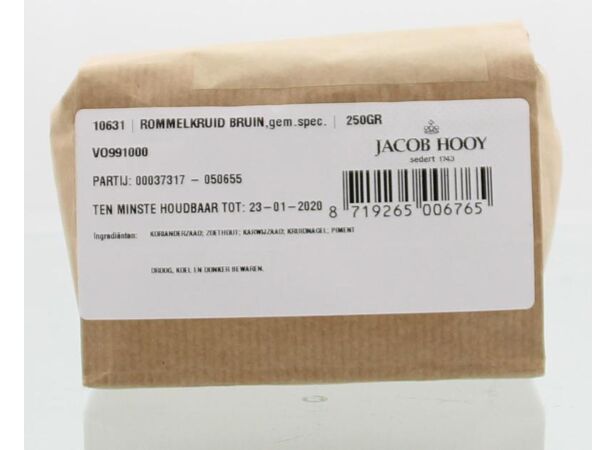 10631 | ROMMELKRUID BRUIN,gem.spec. | 250GR
JACOB HOOY
sedert 1743
VO991000
PARTIJ: 00037317 - 050655
TEN MINSTE HOUDBAAR TOT: 23-01-2020
8 719265 006765
Ingrediënten: KORIANDERZAAD; ZOETHOUT; KARWIJZAAD; KRUIDNAGEL; PIMENT
DROOG, KOEL EN DONKER BEWAREN.